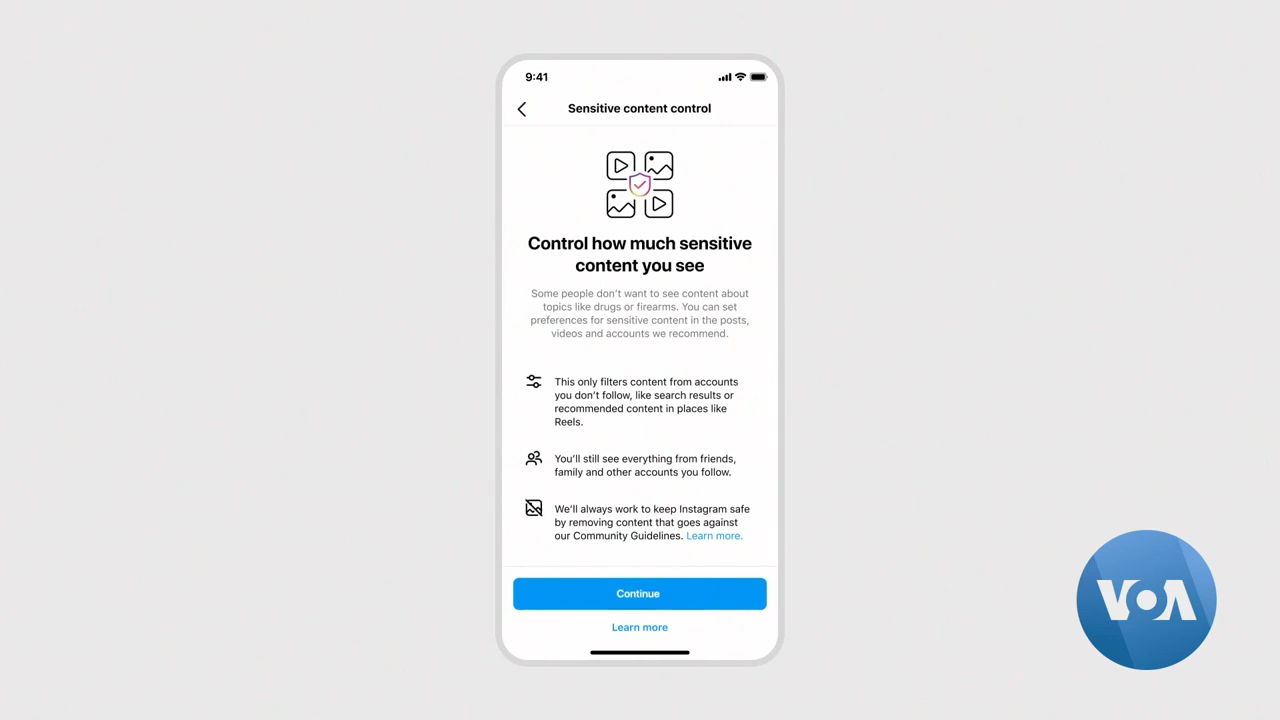 9:41
Sensitive content control
Control how much sensitive
content you see
Some people don't want to see content about
topics like drugs or firearms. You can set
preferences for sensitive content in the posts,
videos and accounts we recommend.
This only filters content from accounts
you don't follow, like search results or
recommended content in places like
Reels.
You'll still see everything from friends,
family and other accounts you follow.
We'll always work to keep Instagram safe
by removing content that goes against
our Community Guidelines. Learn more.
Continue
Learn more
VOA